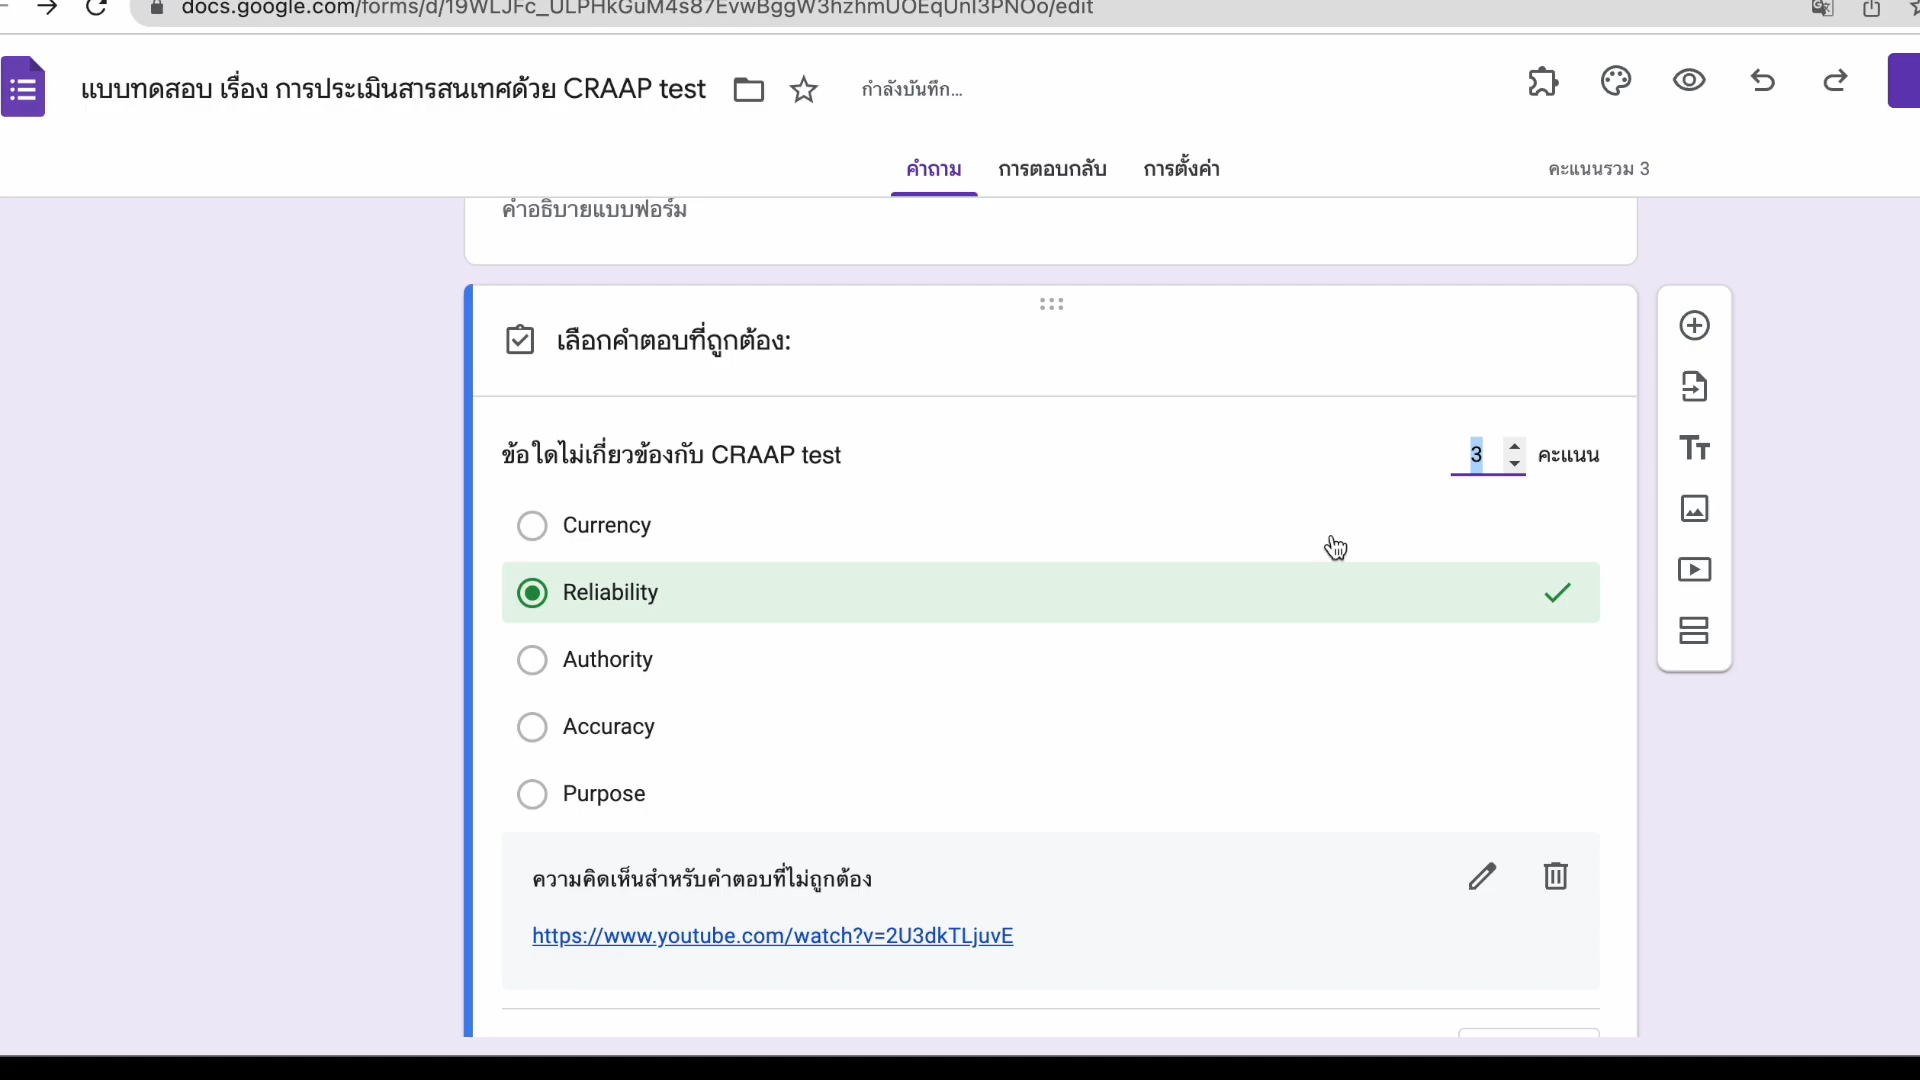 docs.google.com/forms/d/19WLJFc_ULPHkGuM4s87EvwBggW3hzhmUOEqUnI3PNOo/edit
แบบทดสอบ เรื่อง การประเมินสารสนเทศด้วย CRAAP test
กำลังบันทึก...
คำถาม
การตอบกลับ
การตั้งค่า
คะแนนรวม 3
คำอธิบายแบบฟอร์ม
เลือกคำตอบที่ถูกต้อง:
ข้อใดไม่เกี่ยวข้องกับ CRAAP test
3 คะแนน
Currency
Reliability
Authority
Accuracy
Purpose
ความคิดเห็นสำหรับคำตอบที่ไม่ถูกต้อง
https://www.youtube.com/watch?v=2U3dkTLjuvE